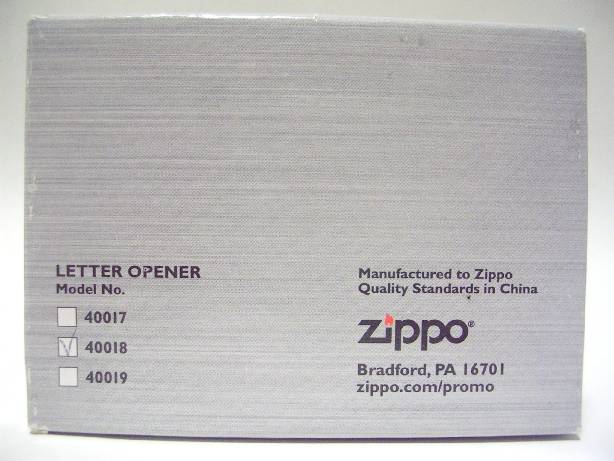 LETTER OPENER
Model No.
40017
40018
40019
Manufactured to Zippo
Quality Standards in China
zippo®
Bradford, PA 16701
zippo.com/promo